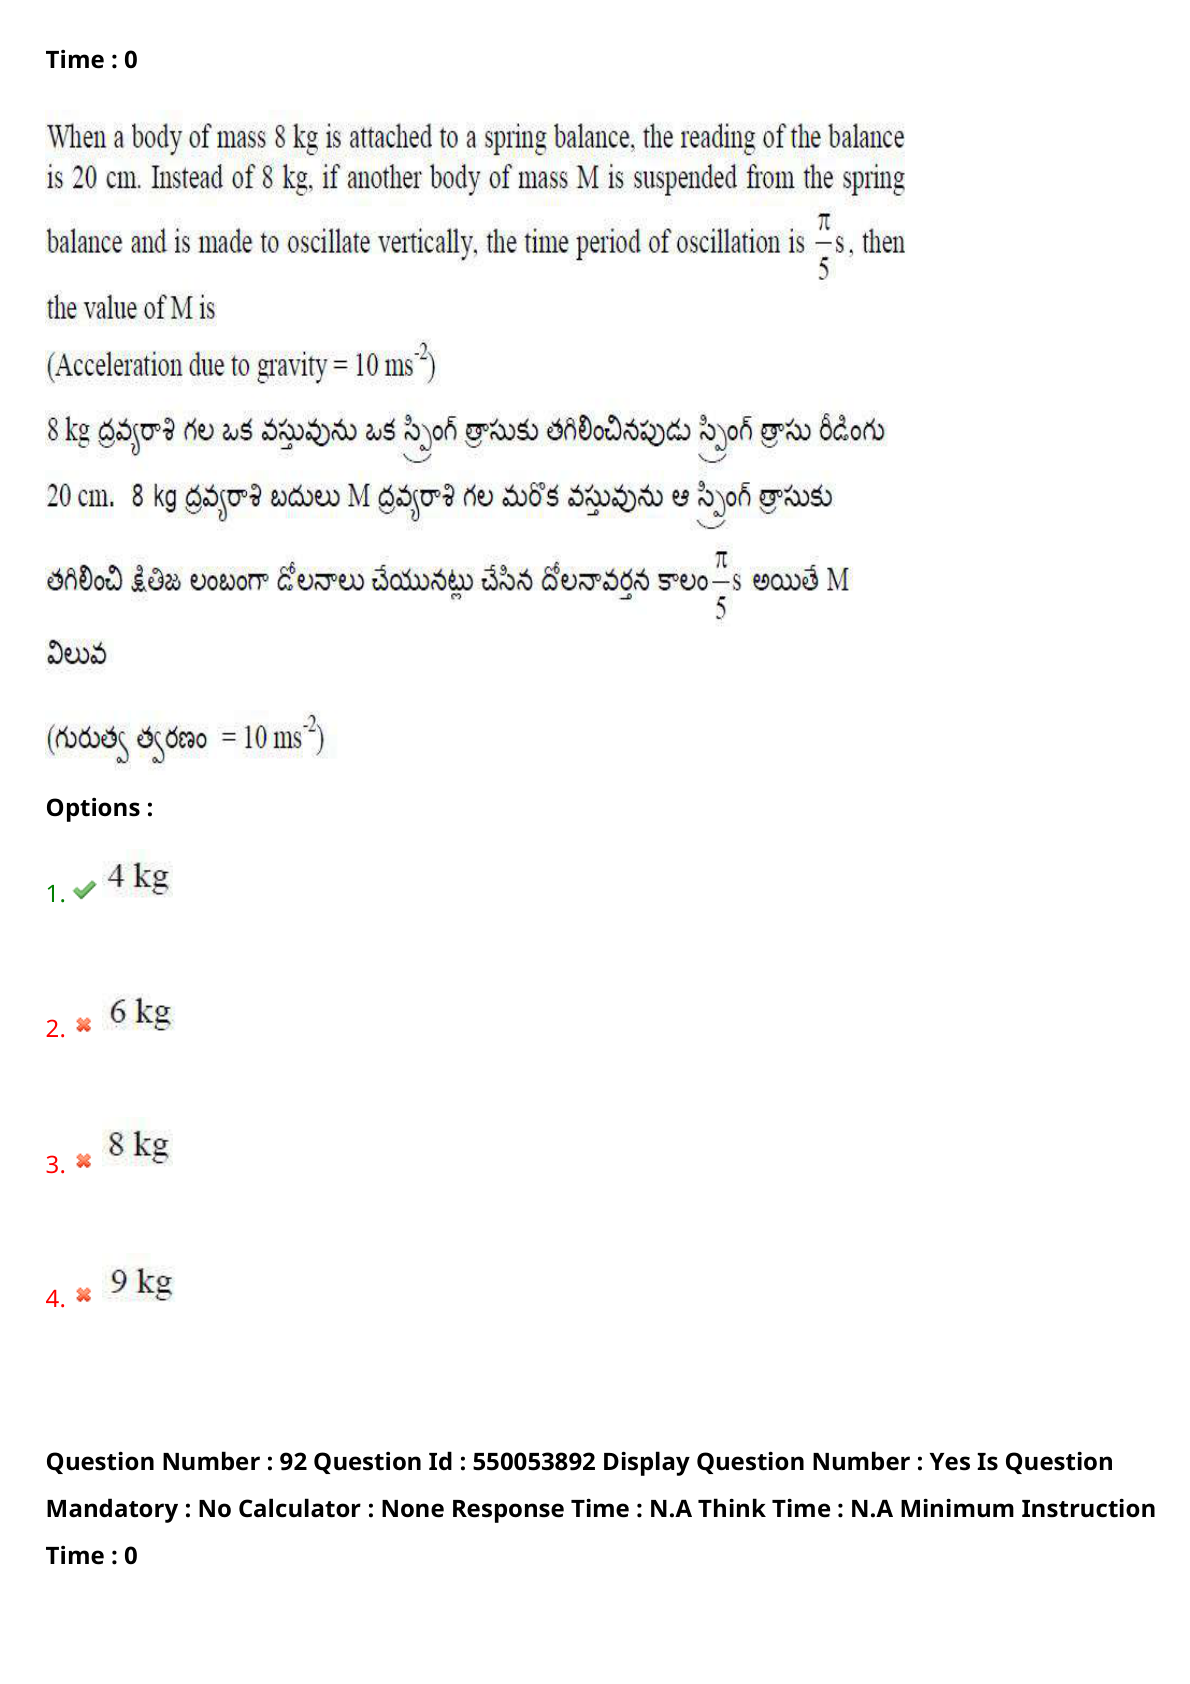 Time : 0
When a body of mass 8 kg is attached to a spring balance, the reading of the balance
is 20 cm. Instead of 8 kg, if another body of mass M is suspended from the spring
balance and is made to oscillate vertically, the time period of oscillation is π/5 s, then
the value of M is
(Acceleration due to gravity = 10 ms⁻²)
8 kg ద్రవ్యరాశి గల ఒక వస్తువును ఒక స్ప్రింగ్ త్రాసుకు తగిలించినపుడు స్ప్రింగ్ త్రాసు రీడింగు
20 cm. 8 kg ద్రవ్యరాశి బదులు M ద్రవ్యరాశి గల మరొక వస్తువును ఆ స్ప్రింగ్ త్రాసుకు
తగిలించి క్షితిజ లంబంగా డోలనాలు చేయునట్లు చేసిన దోలనావర్తన కాలం π/5 s అయితే M
విలువ
(గురుత్వ త్వరణం = 10 ms⁻²)
Options :
1. 4 kg
2. 6 kg
3. 8 kg
4. 9 kg
Question Number : 92 Question Id : 550053892 Display Question Number : Yes Is Question
Mandatory : No Calculator : None Response Time : N.A Think Time : N.A Minimum Instruction
Time : 0